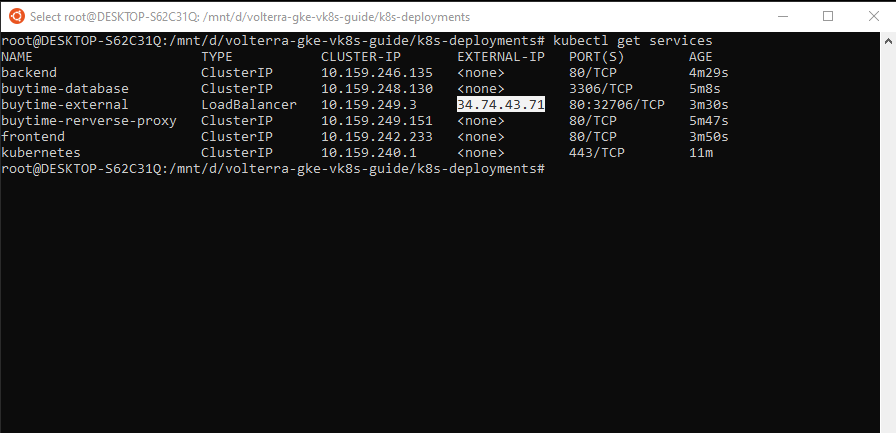 Select root@DESKTOP-S62C31Q: /mnt/d/volterra-gke-vk8s-guide/k8s-deployments
root@DESKTOP-S62C31Q:/mnt/d/volterra-gke-vk8s-guide/k8s-deployments# kubectl get services
NAME TYPE CLUSTER-IP EXTERNAL-IP PORT(S) AGE
backend ClusterIP 10.159.246.135 <none> 80/TCP 4m29s
buytime-database ClusterIP 10.159.248.130 <none> 3306/TCP 5m8s
buytime-external LoadBalancer 10.159.249.3 34.74.43.71 80:32706/TCP 3m30s
buytime-rerverse-proxy ClusterIP 10.159.249.151 <none> 80/TCP 5m47s
frontend ClusterIP 10.159.242.233 <none> 80/TCP 3m50s
kubernetes ClusterIP 10.159.240.1 <none> 443/TCP 11m
root@DESKTOP-S62C31Q:/mnt/d/volterra-gke-vk8s-guide/k8s-deployments#